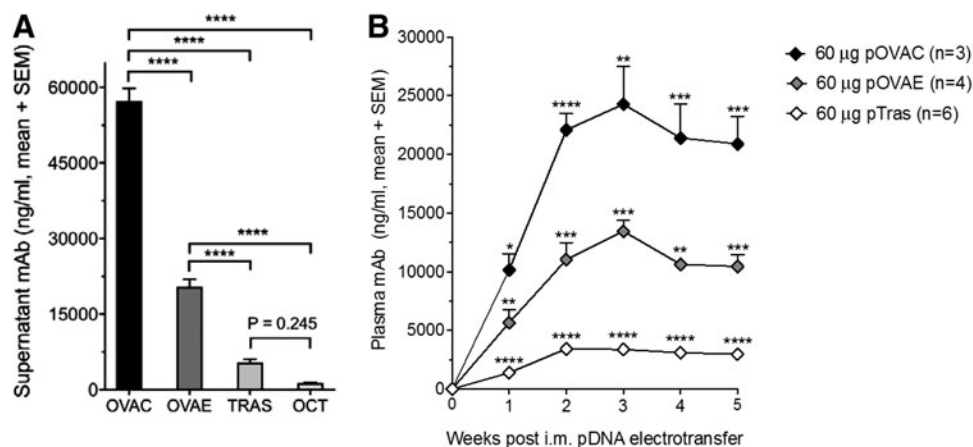 A
****
****
****
****
****
P = 0.245
Supernatant mAb (ng/ml, mean + SEM)
60000
45000
30000
15000
0
OVAC OVAE TRAS OCT
B
30000
25000
20000
15000
10000
5000
0
Plasma mAb (ng/ml, mean + SEM)
* **** ** *** ***
** *** *** ** ***
**** **** **** **** ****
0 1 2 3 4 5
Weeks post i.m. pDNA electrotransfer
60 µg pOVAC (n=3)
60 µg pOVAE (n=4)
60 µg pTras (n=6)